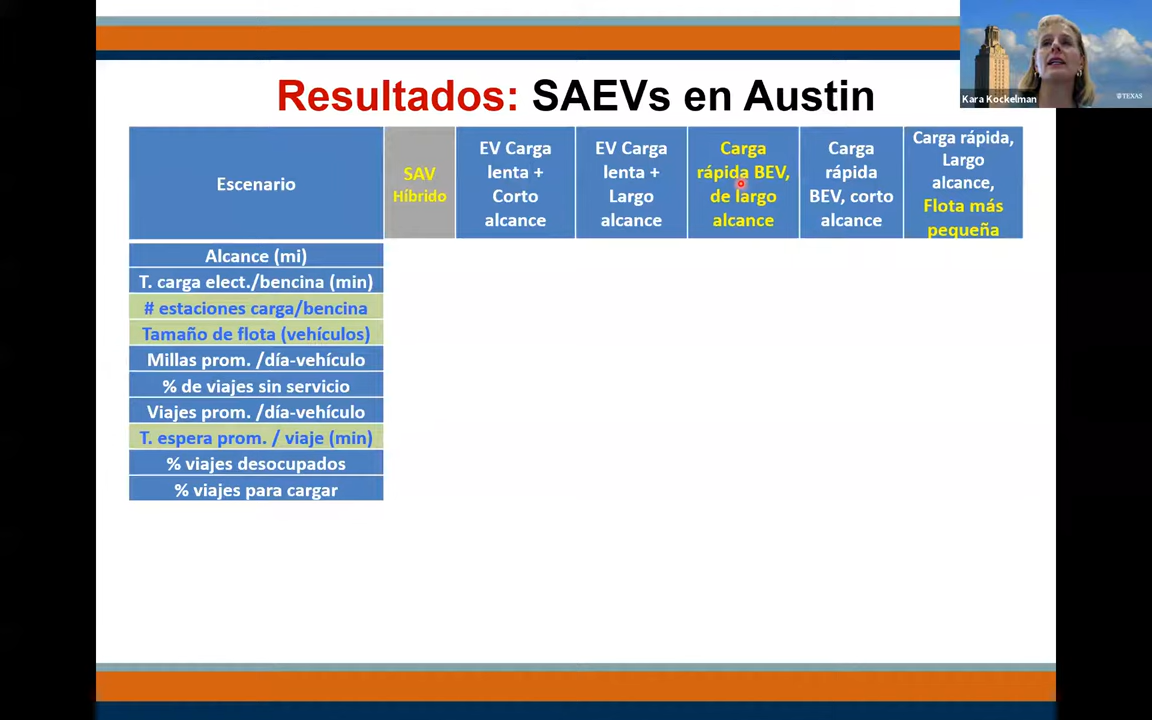 Resultados: SAEVs en Austin
Kara Kockelman
TEXAS
Escenario
SAV
Híbrido
EV Carga
lenta +
Corto
alcance
EV Carga
lenta +
Largo
alcance
Carga
rápida BEV,
de largo
alcance
Carga
rápida
BEV, corto
alcance
Carga rápida,
Largo
alcance,
Flota más
pequeña
Alcance (mi)
T. carga elect./bencina (min)
# estaciones carga/bencina
Tamaño de flota (vehículos)
Millas prom. /día-vehículo
% de viajes sin servicio
Viajes prom. /día-vehículo
T. espera prom. / viaje (min)
% viajes desocupados
% viajes para cargar